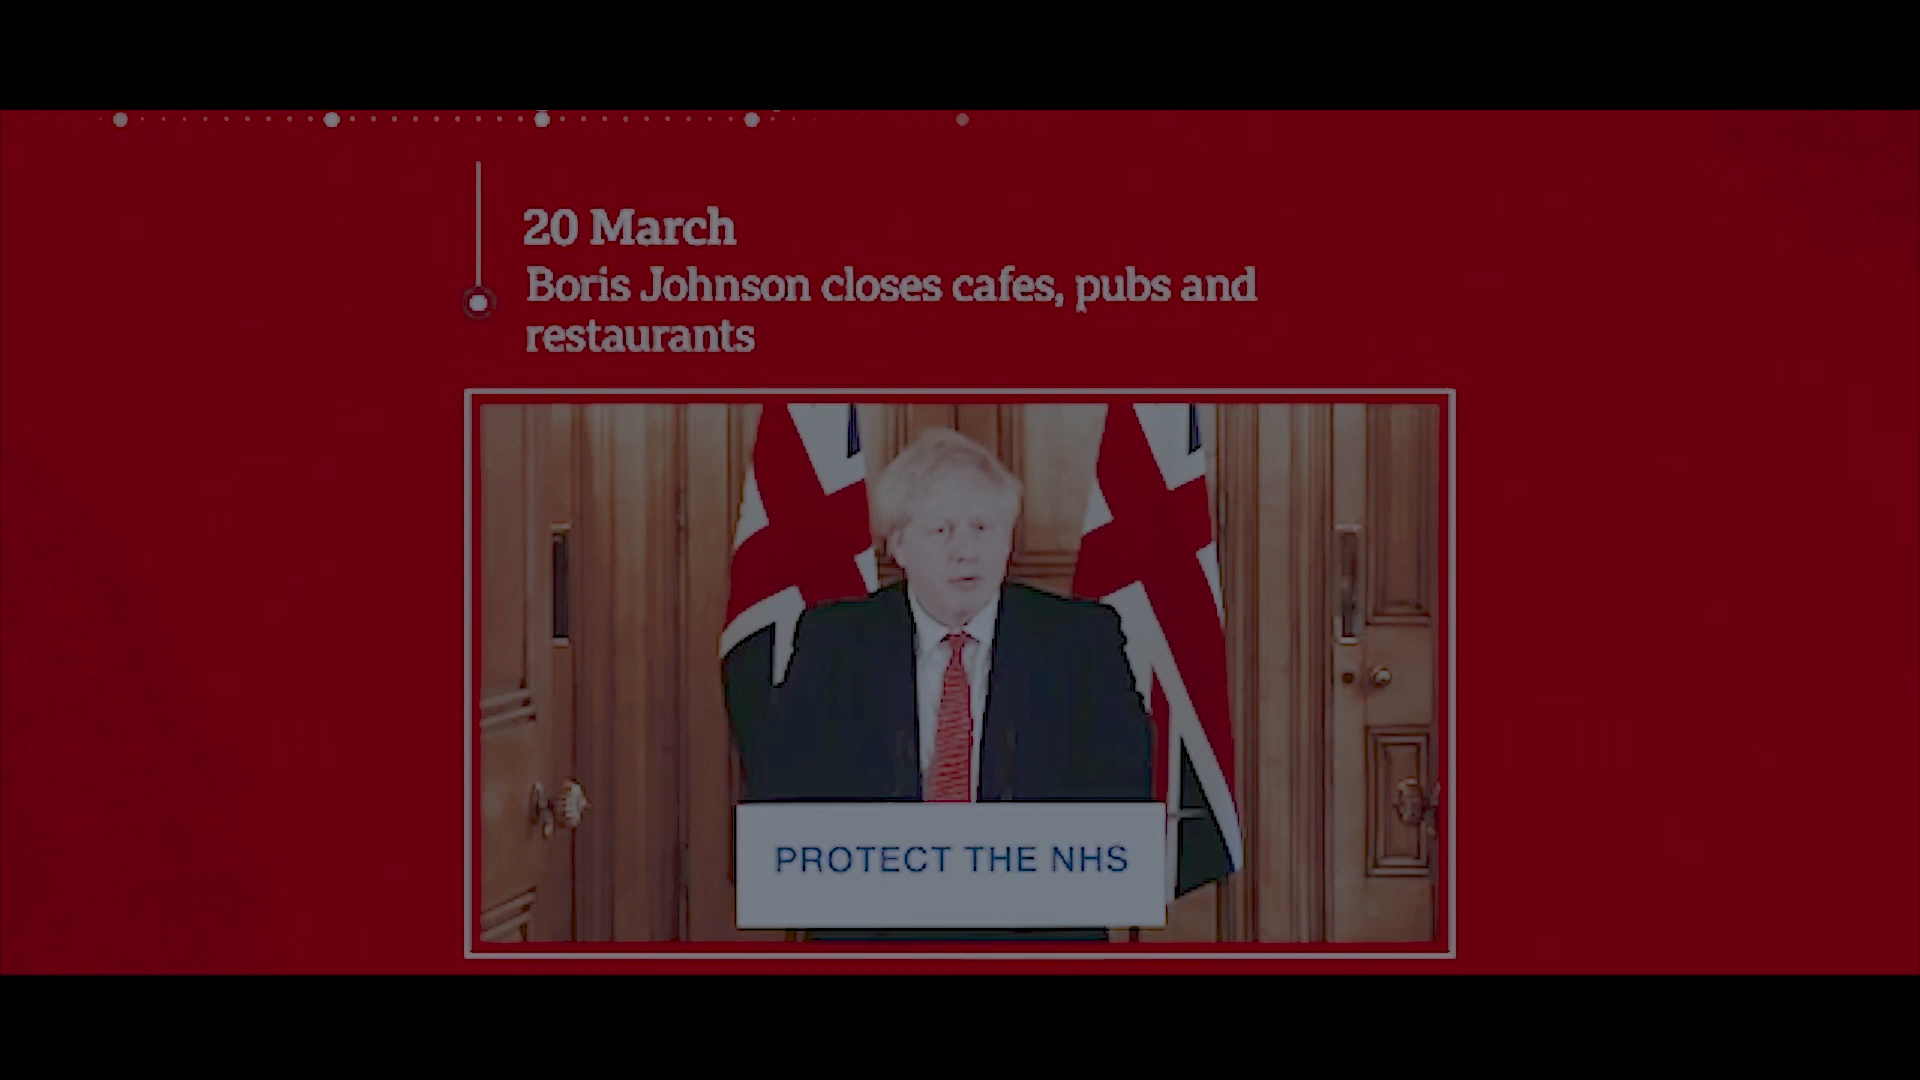 20 March
Boris Johnson closes cafes, pubs and
restaurants
PROTECT THE NHS